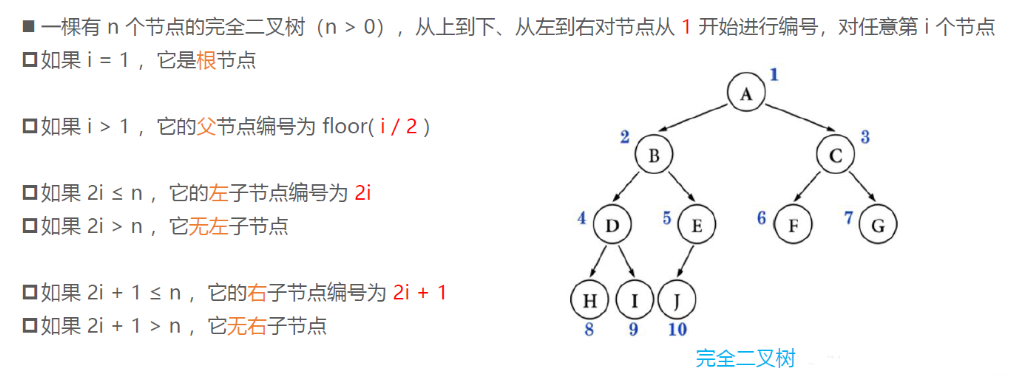 ■ 一棵有 n 个节点的完全二叉树（n > 0），从上到下、从左到右对节点从 1 开始进行编号，对任意第 i 个节点
如果 i = 1 ，它是根节点
如果 i > 1 ，它的父节点编号为 floor( i / 2 )
如果 2i ≤ n ，它的左子节点编号为 2i
如果 2i > n ，它无左子节点
如果 2i + 1 ≤ n ，它的右子节点编号为 2i + 1
如果 2i + 1 > n ，它无右子节点
1
A
2 3
B C
4 5 6 7
D E F G
H I J
8 9 10
完全二叉树